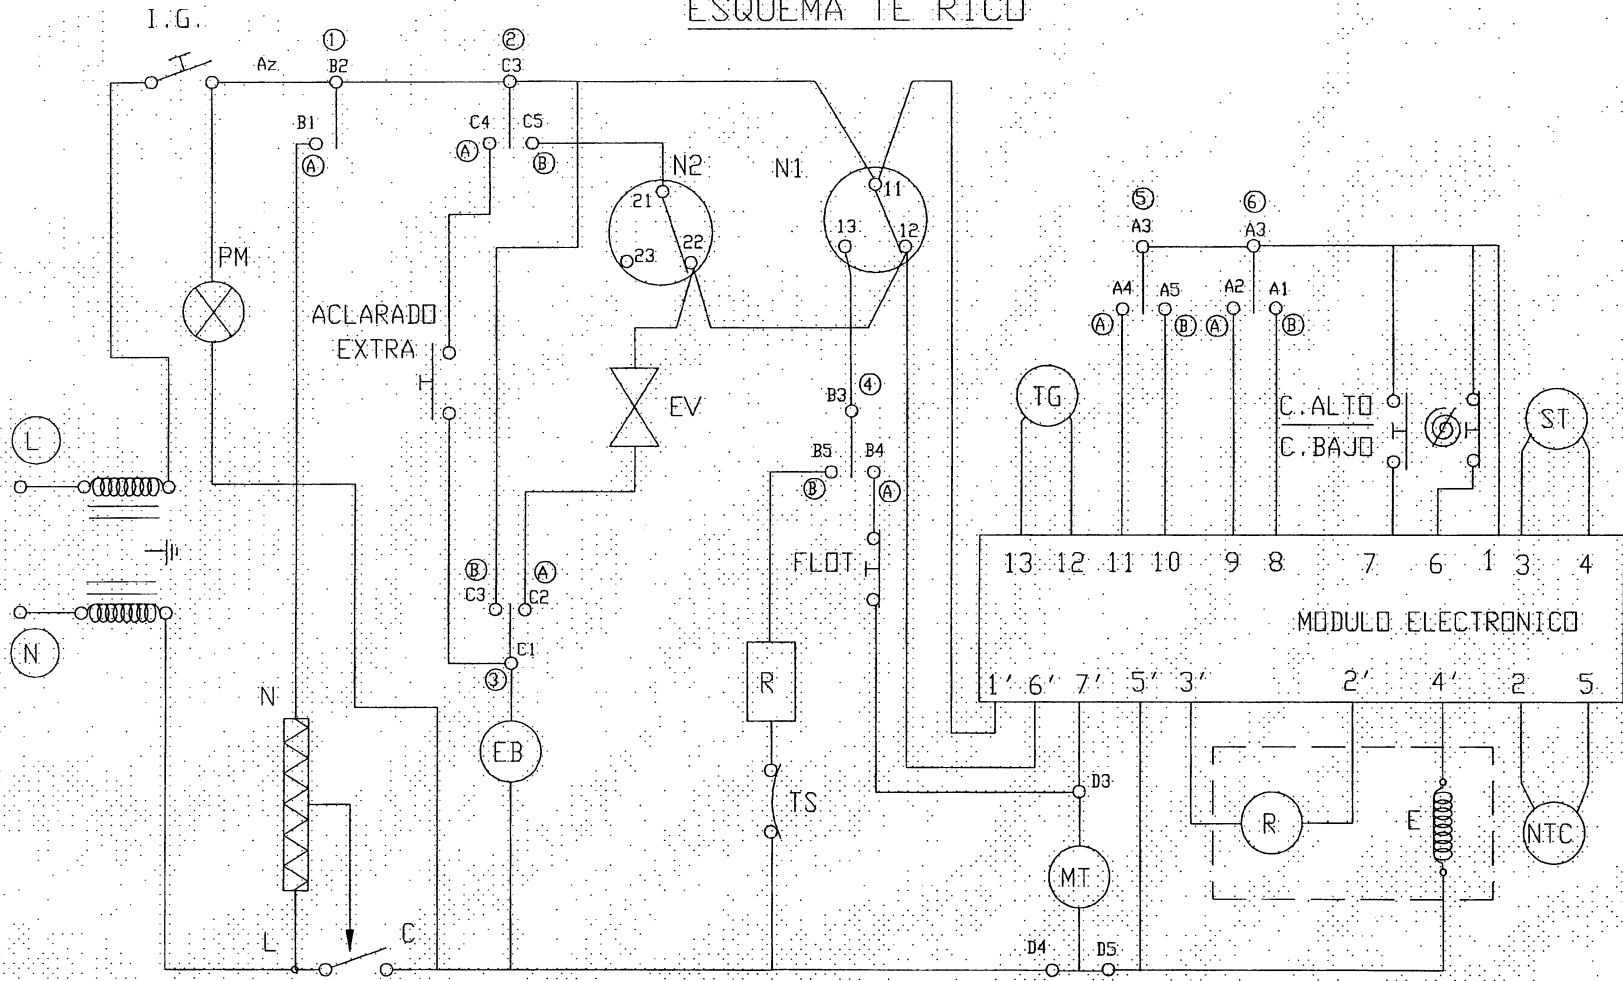 ESQUEMA TE RICO
I.G.
1
2
Az
B2
C3
B1
C4
C5
A
A
B
N2
N1
21
11
13
12
23
22
5
6
A3
A3
PM
A4
A5
A2
A1
A
B
A
B
ACLARADO
EXTRA
EV
B3
4
TG
C.ALTO
C.BAJO
ST
L
B5
B4
B
A
FLOT
B
A
C3
C2
13
12
11
10
9
8
7
6
1
3
4
MODULO ELECTRONICO
N
C1
3
R
1'
6'
7'
5'
3'
2'
4'
2
5
N
EB
TS
D3
R
E
NTC
MT
L
C
D4
D5